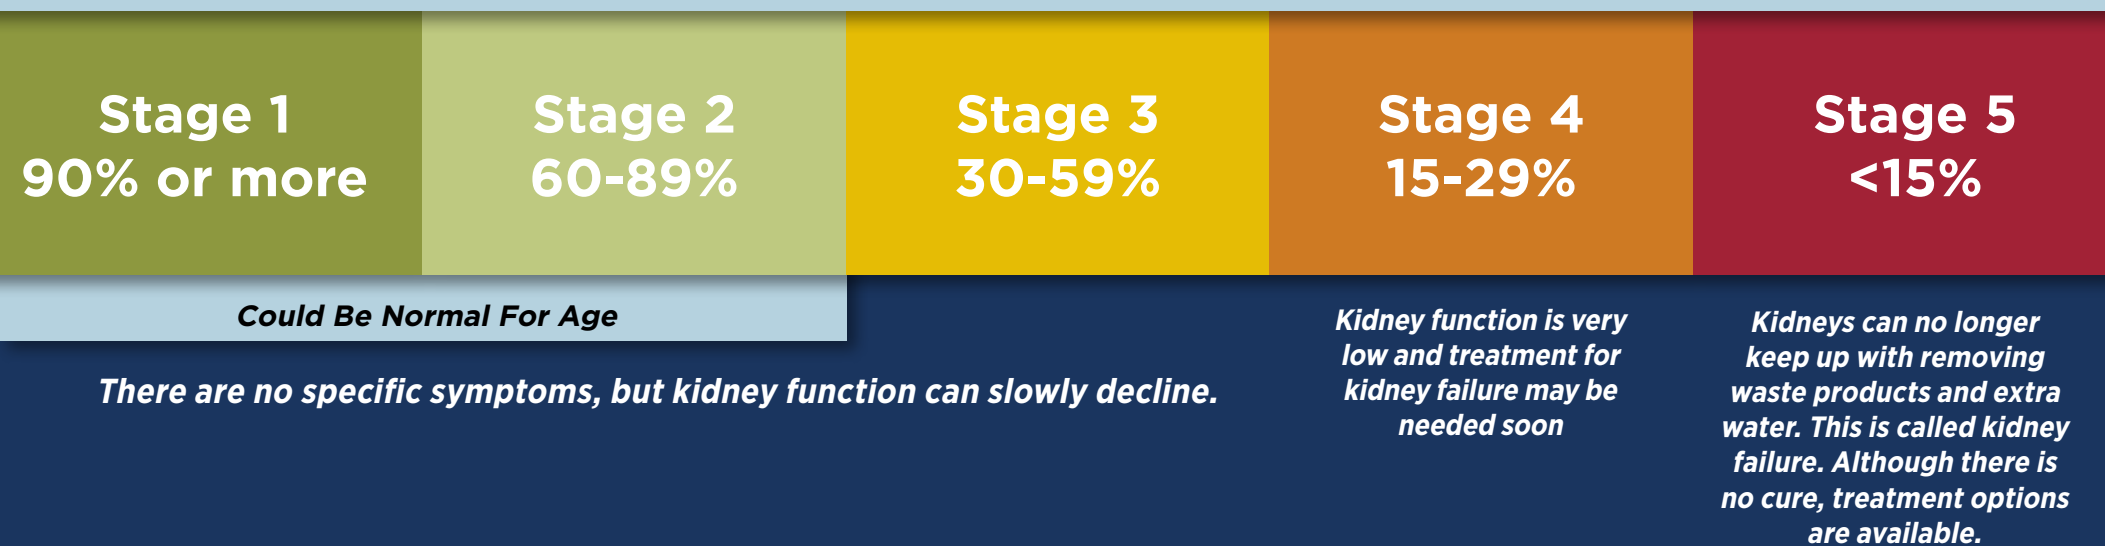 Stage 1
90% or more
Stage 2
60-89%
Stage 3
30-59%
Stage 4
15-29%
Stage 5
<15%
Could Be Normal For Age
There are no specific symptoms, but kidney function can slowly decline.
Kidney function is very
low and treatment for
kidney failure may be
needed soon
Kidneys can no longer
keep up with removing
waste products and extra
water. This is called kidney
failure. Although there is
no cure, treatment options
are available.